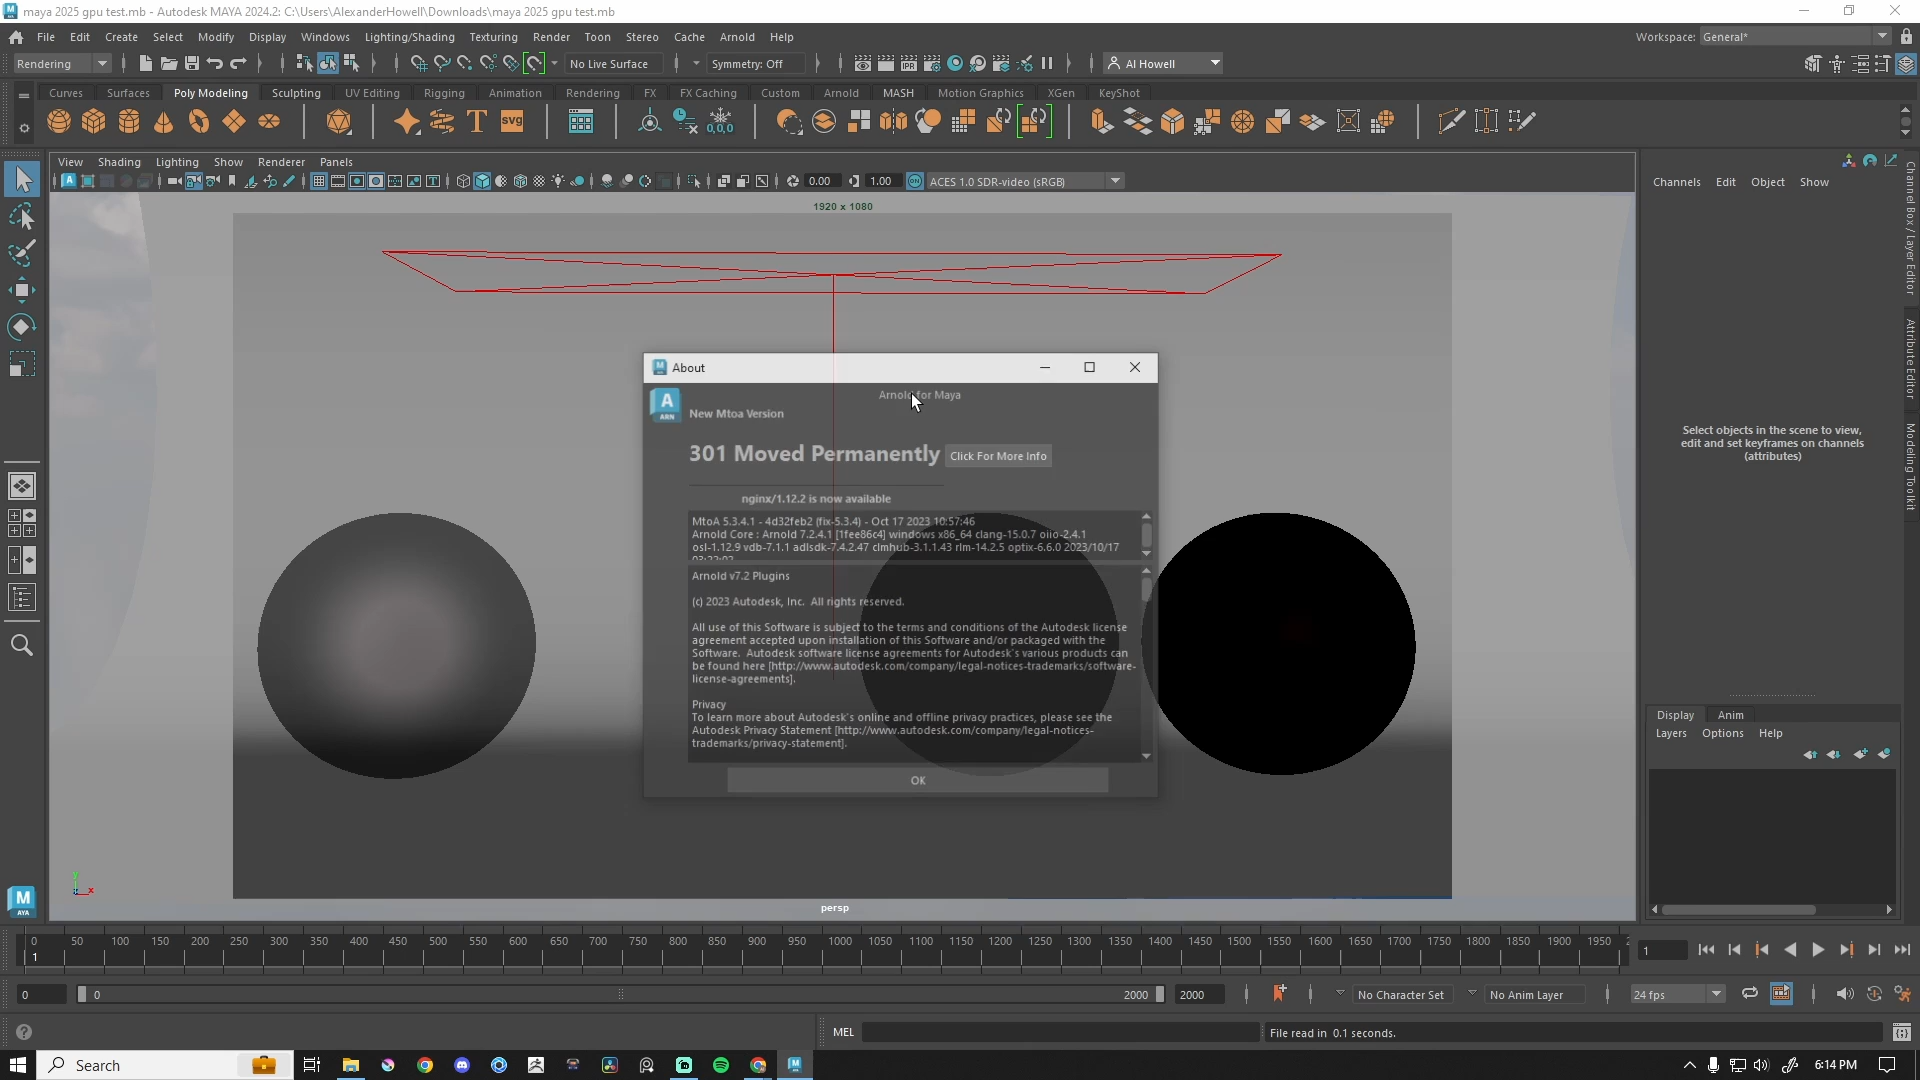 maya 2025 gpu test.mb - Autodesk MAYA 2024.2: C:\Users\AlexanderHowell\Downloads\maya 2025 gpu test.mb
File Edit Create Select Modify Display Windows Lighting/Shading Texturing Render Toon Stereo Cache Arnold Help
Workspace: General*
Rendering
No Live Surface
Symmetry: Off
IPR
Al Howell
Curves Surfaces Poly Modeling Sculpting UV Editing Rigging Animation Rendering FX FX Caching Custom Arnold MASH Motion Graphics XGen KeyShot
T SVG
0,0,0
View Shading Lighting Show Renderer Panels
0.00
1.00
ON
ACES 1.0 SDR-video (sRGB)
Channels Edit Object Show
Channel Box / Layer Editor
Attribute Editor
Modeling Toolkit
1920 x 1080
About
Arnold for Maya
A
ARN
New Mtoa Version
301 Moved Permanently
Click For More Info
nginx/1.12.2 is now available
MtoA 5.3.4.1 - 4d32feb2 (fix-5.3.4) - Oct 17 2023 10:57:46
Arnold Core : Arnold 7.2.4.1 [1fee86c4] windows x86_64 clang-15.0.7 oiio-2.4.1
osl-1.12.9 vdb-7.1.1 adlsdk-7.4.2.47 clmhub-3.1.1.43 rlm-14.2.5 optix-6.6.0 2023/10/17
Arnold v7.2 Plugins
(c) 2023 Autodesk, Inc. All rights reserved.
All use of this Software is subject to the terms and conditions of the Autodesk license
agreement accepted upon installation of this Software and/or packaged with the
Software. Autodesk software license agreements for Autodesk's various products can
be found here [http://www.autodesk.com/company/legal-notices-trademarks/software-
license-agreements].
Privacy
To learn more about Autodesk's online and offline privacy practices, please see the
Autodesk Privacy Statement [http://www.autodesk.com/company/legal-notices-
trademarks/privacy-statement].
OK
Select objects in the scene to view,
edit and set keyframes on channels
(attributes)
Display Anim
Layers Options Help
M
AYA
y
x
persp
0 50 100 150 200 250 300 350 400 450 500 550 600 650 700 750 800 850 900 950 1000 1050 1100 1150 1200 1250 1300 1350 1400 1450 1500 1550 1600 1650 1700 1750 1800 1850 1900 1950 2
1
1
0
0
2000
2000
No Character Set
No Anim Layer
24 fps
MEL
File read in 0.1 seconds.
Search
6:14 PM